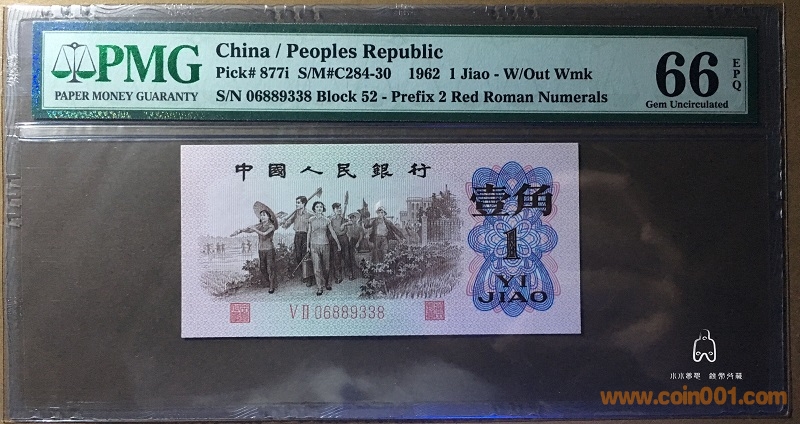 PMG
PAPER MONEY GUARANTY
China / Peoples Republic
Pick# 877i S/M#C284-30 1962 1 Jiao - W/Out Wmk
S/N 06889338 Block 52 - Prefix 2 Red Roman Numerals
66
EPQ
Gem Uncirculated
中國人民銀行
壹角
1
YI
JIAO
V II 06889338
www.coin001.com